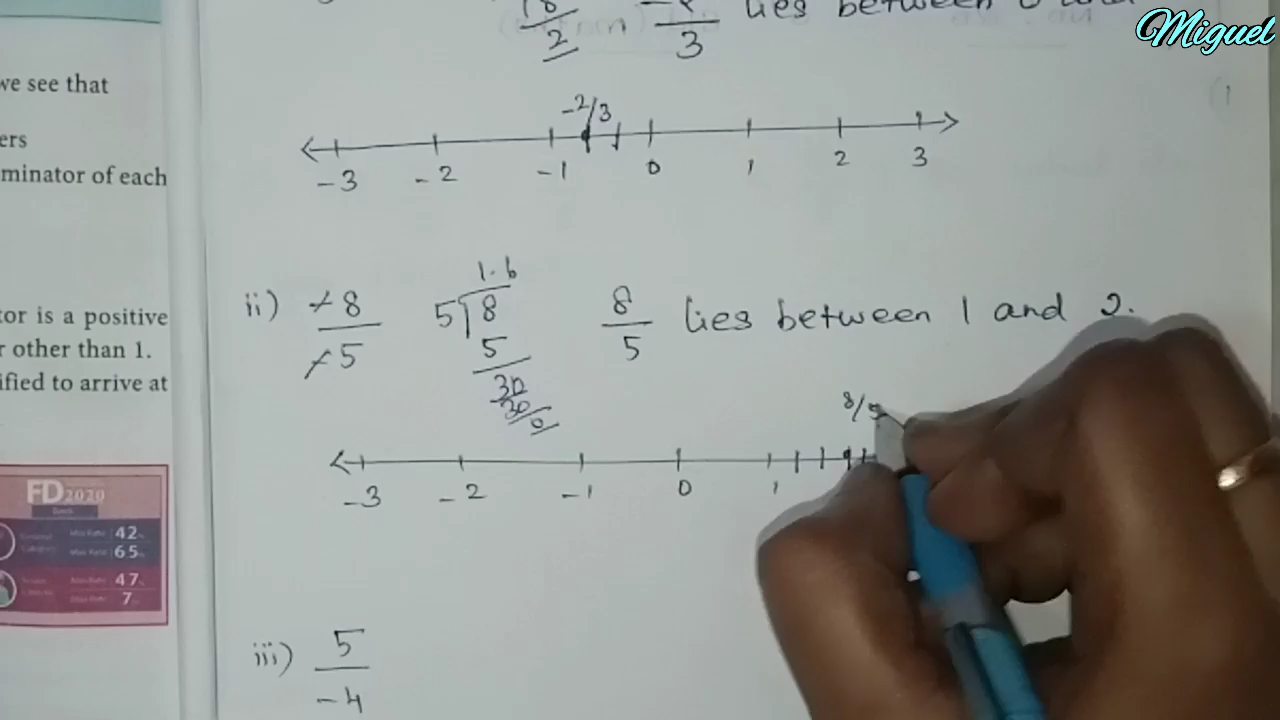 lies between
2
3
Miguel
we see that
ers
minator of each
-2/3
-3 -2 -1 0 1 2 3
ii) -8 / -5
1.6
5 8
5
30
30
0
8/5 lies between 1 and 2.
tor is a positive
r other than 1.
ified to arrive at
8/5
-3 -2 -1 0 1
FD2020
42
65
47
7
iii) 5 / -4